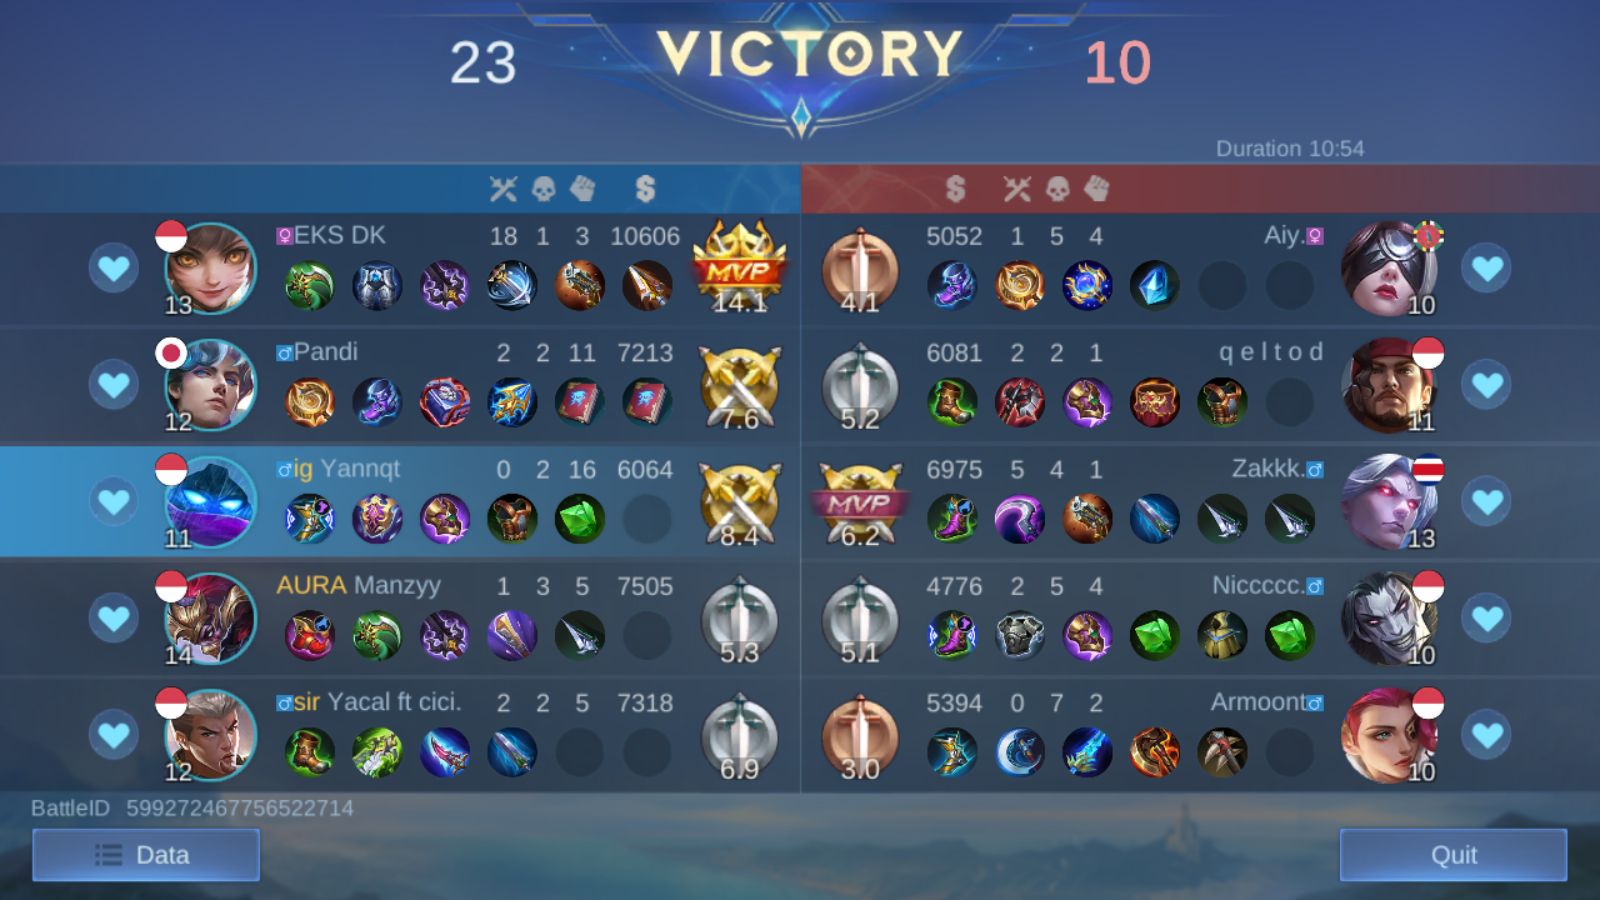 23 VICTORY 10
Duration 10:54
EKS DK 18 1 3 10606 MVP 14.1 13
4.1 5052 1 5 4 Aiy. 10
Pandi 2 2 11 7213 7.6 12
5.2 6081 2 2 1 q e l t o d 11
ig Yannqt 0 2 16 6064 8.4 11
MVP 6.2 6975 5 4 1 Zakkk. 13
AURA Manzyy 1 3 5 7505 5.3 14
5.1 4776 2 5 4 Niccccc. 10
sir Yacal ft cici. 2 2 5 7318 6.9 12
3.0 5394 0 7 2 Armoont 10
BattleID 599272467756522714
Data
Quit